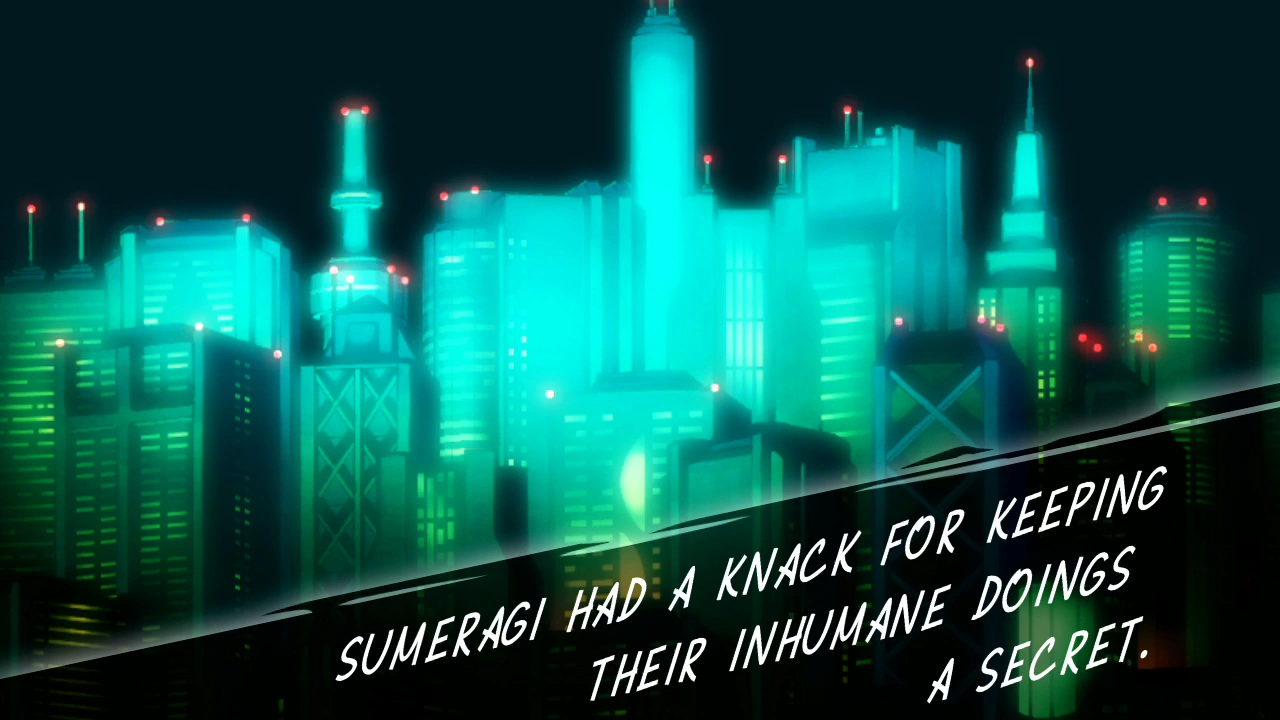 SUMERAGI HAD A KNACK FOR KEEPING
THEIR INHUMANE DOINGS
A SECRET.